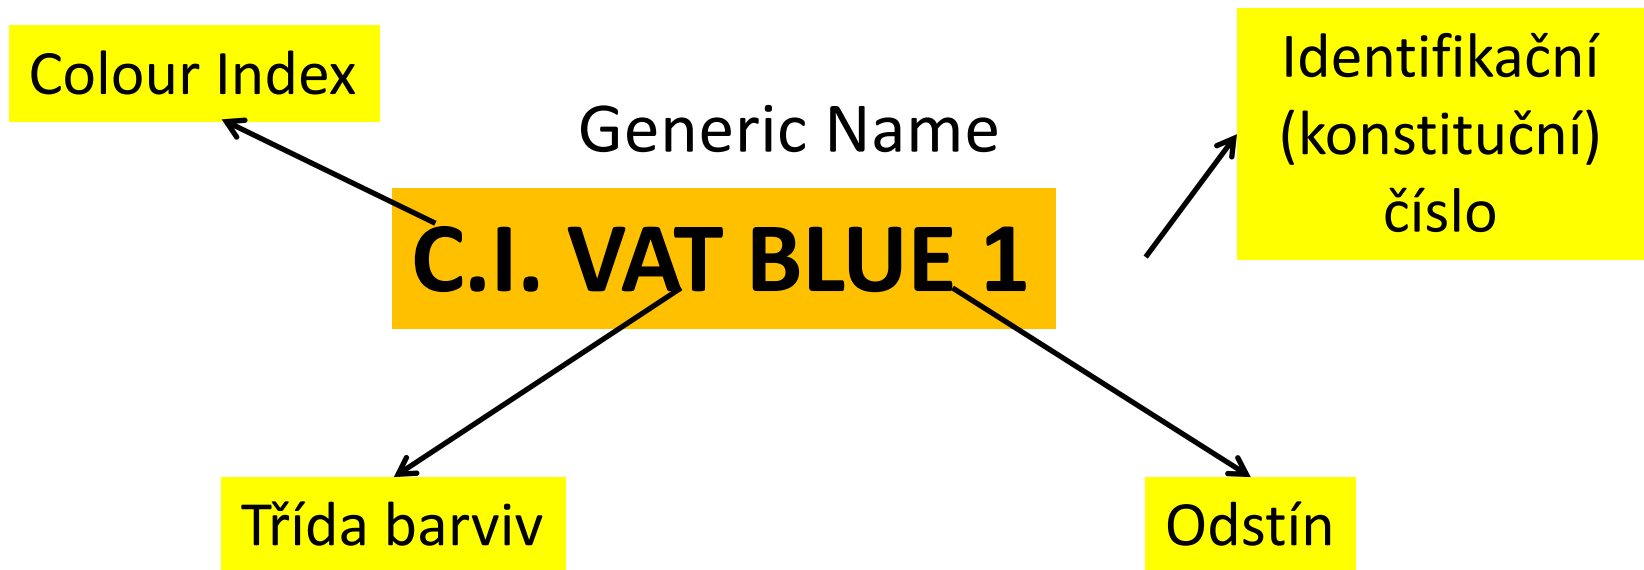 Colour Index
Generic Name
Identifikační
(konstituční)
číslo
C.I. VAT BLUE 1
Třída barviv
Odstín